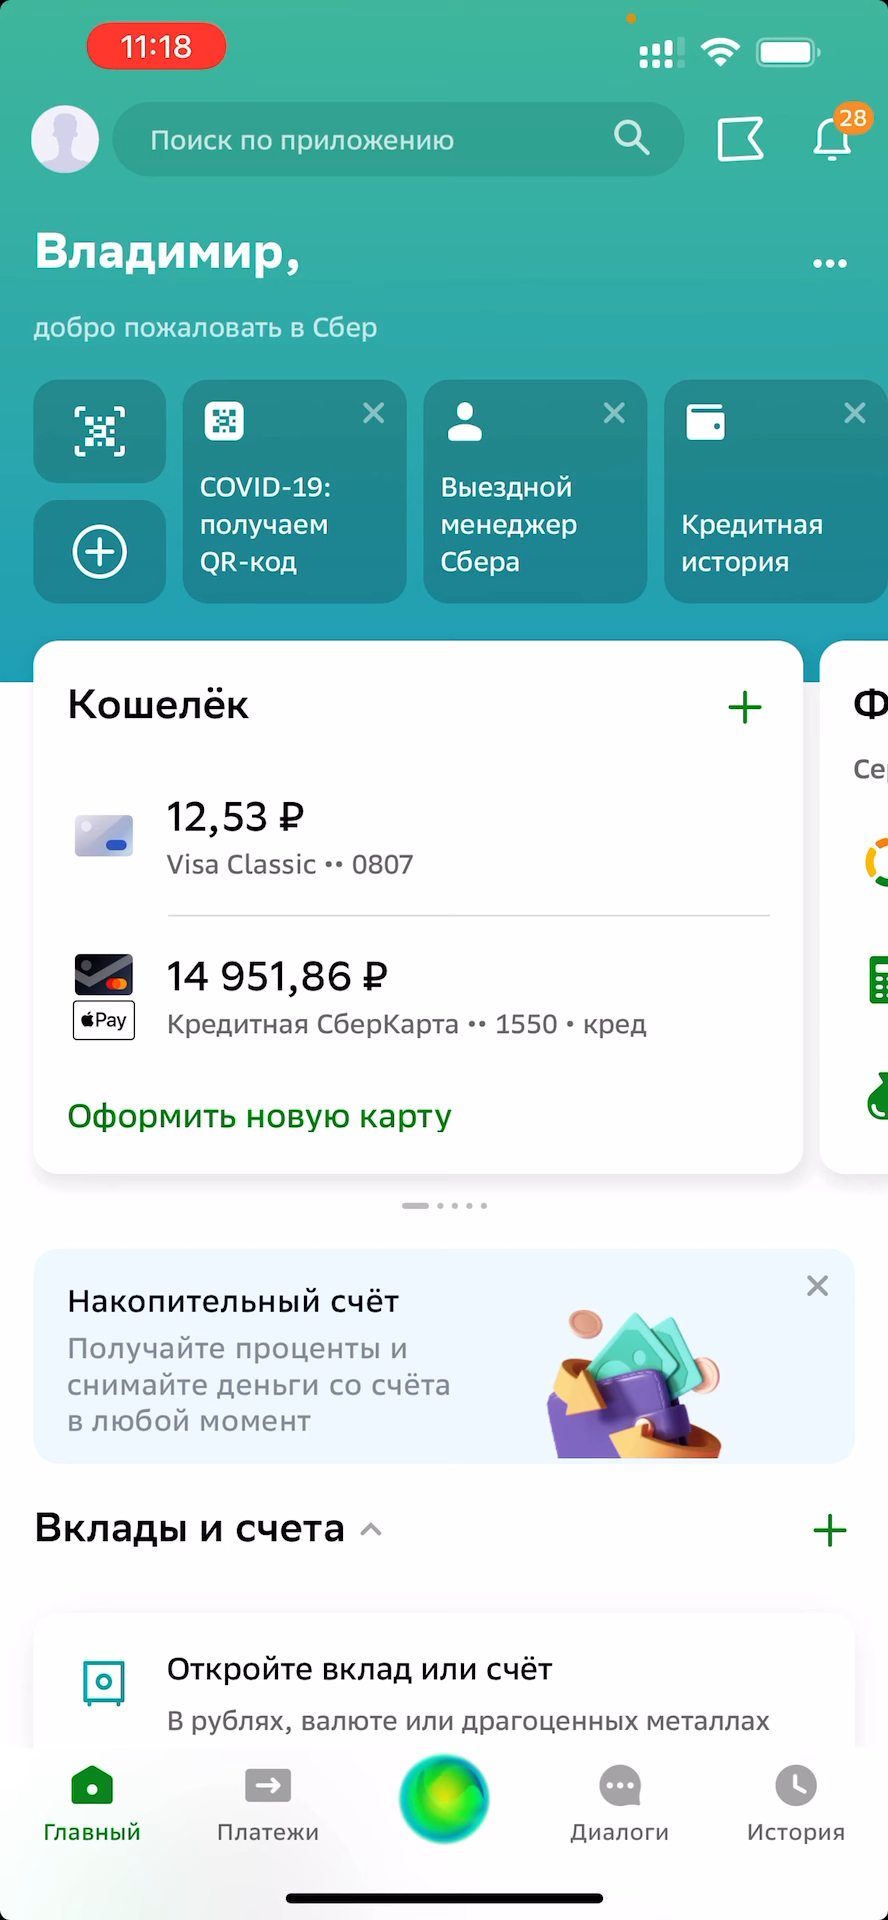 11:18
Поиск по приложению
28
Владимир,
добро пожаловать в Сбер
COVID-19:
получаем
QR-код
Выездной
менеджер
Сбера
Кредитная
история
Кошелёк
12,53 ₽
Visa Classic •• 0807
14 951,86 ₽
Pay
Кредитная СберКарта •• 1550 • кред
Оформить новую карту
Накопительный счёт
Получайте проценты и
снимайте деньги со счёта
в любой момент
Вклады и счета
Откройте вклад или счёт
В рублях, валюте или драгоценных металлах
Главный
Платежи
Диалоги
История